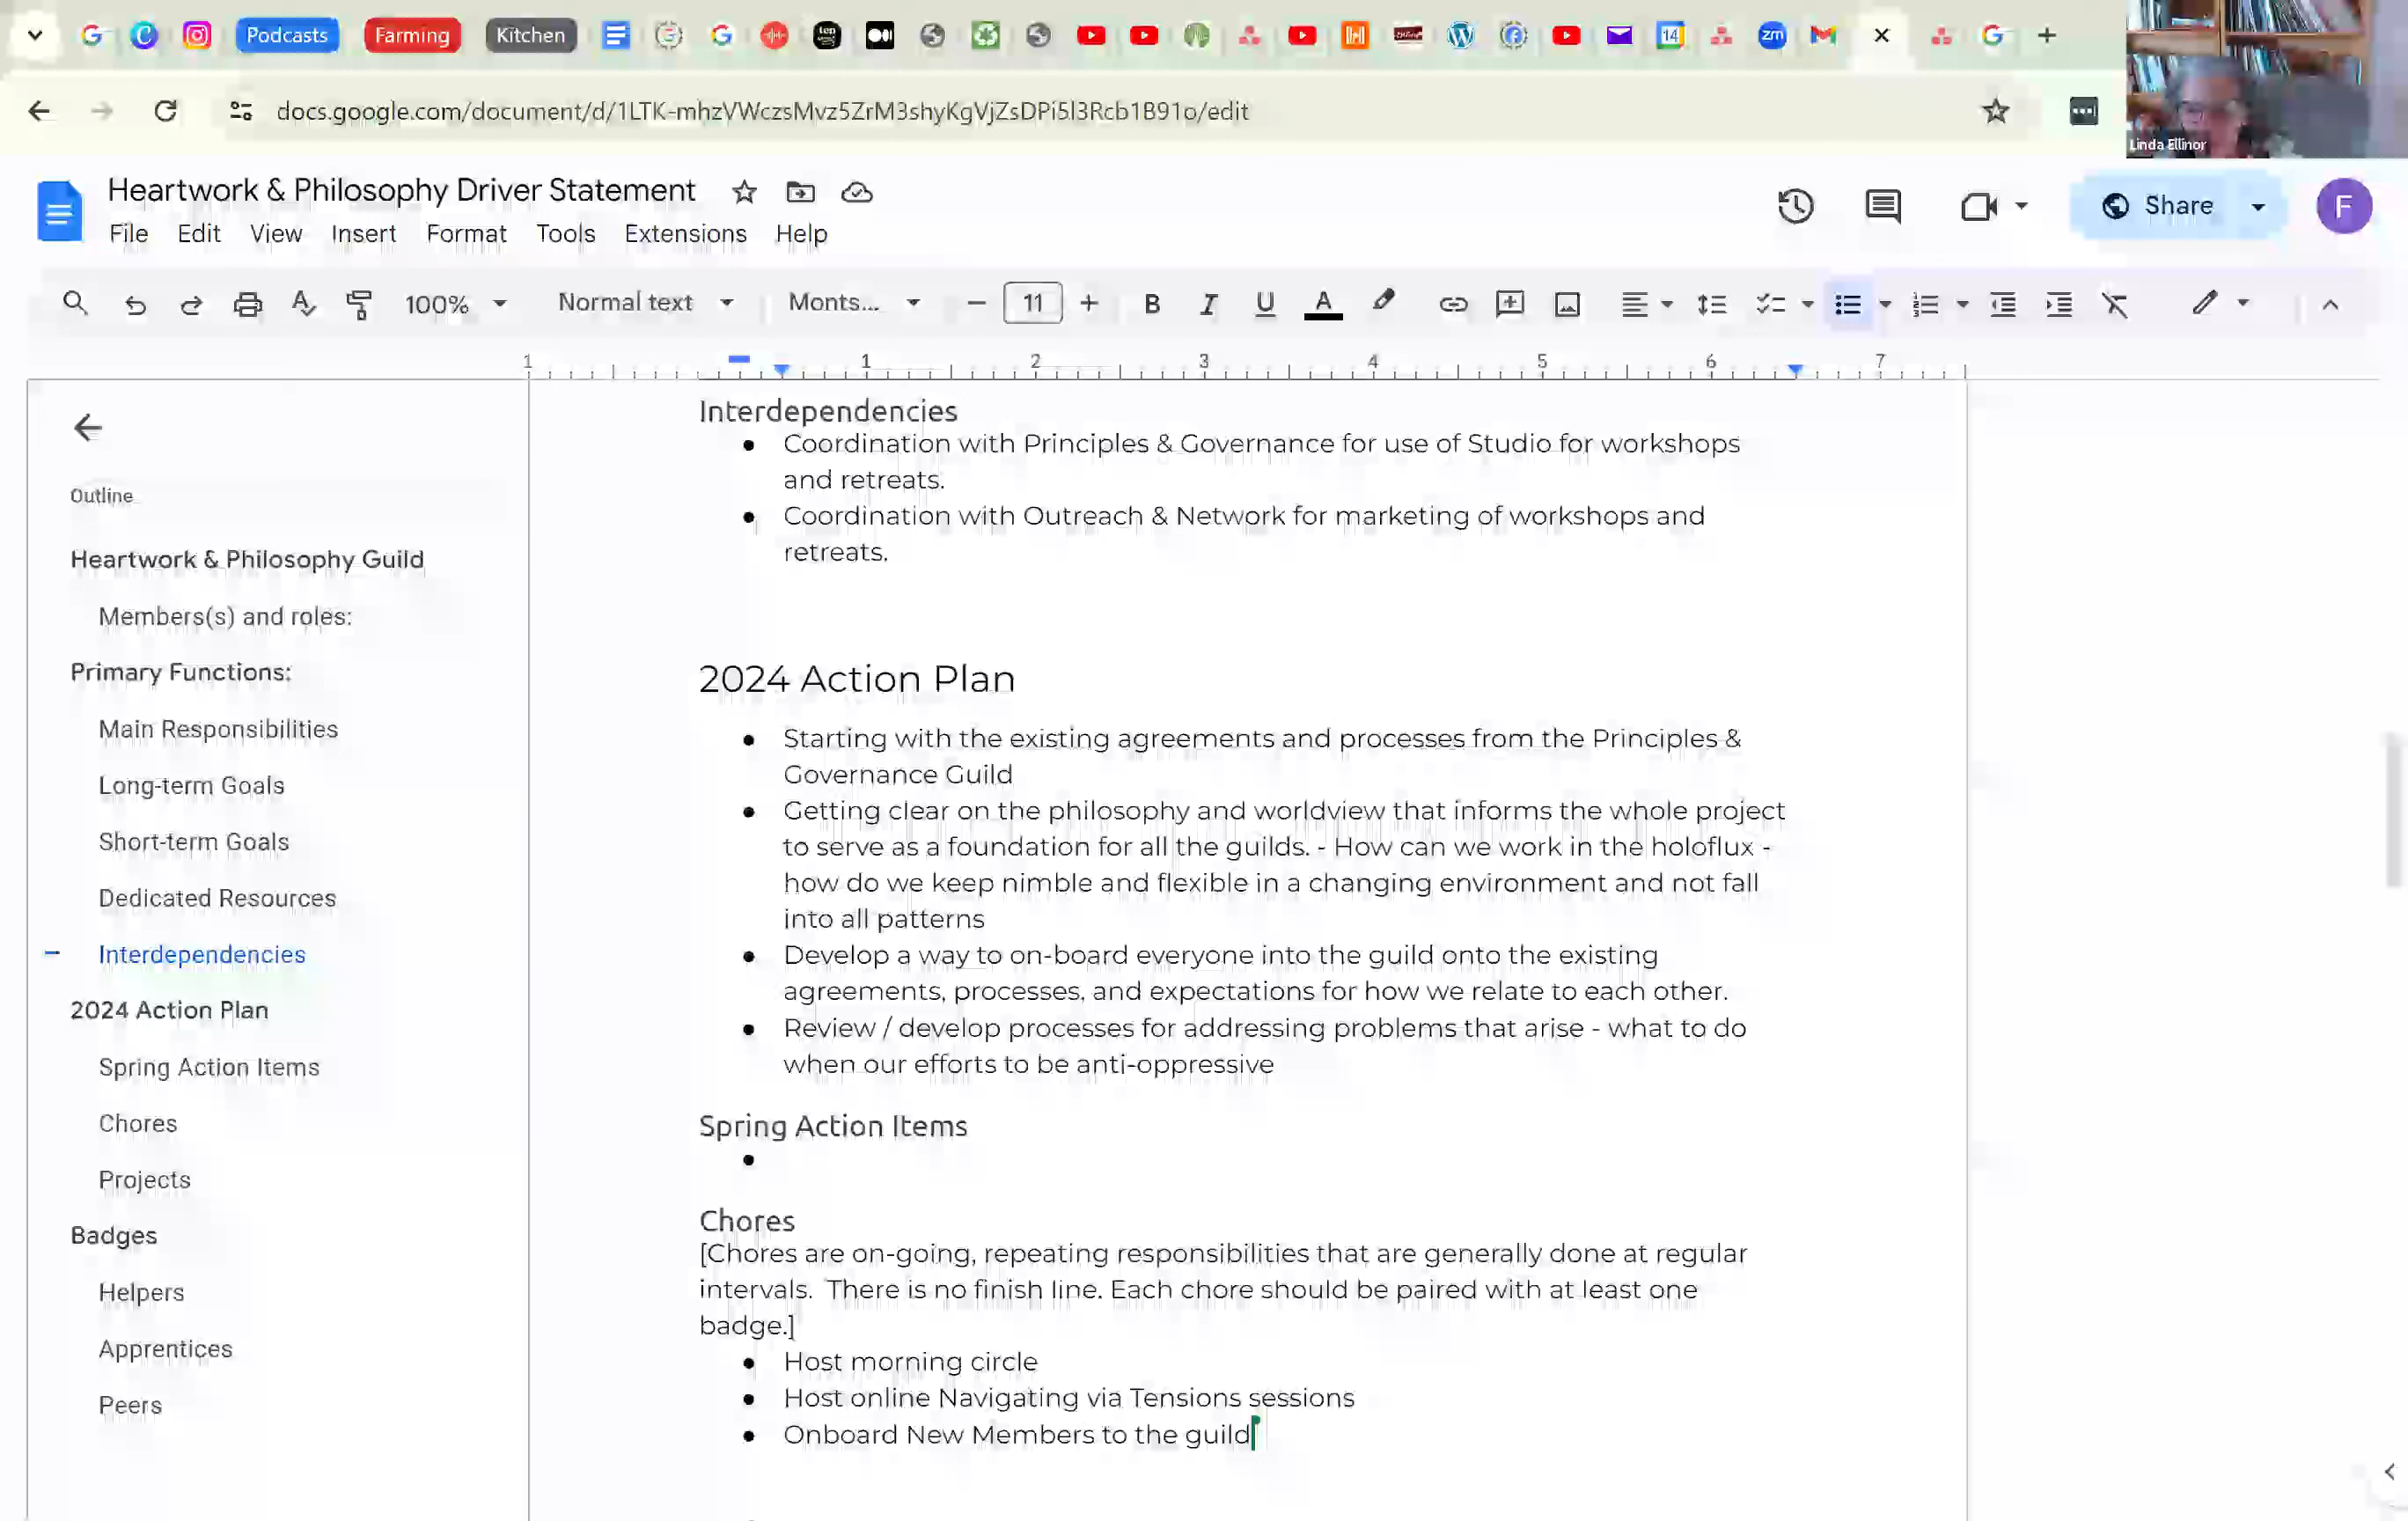 Podcasts Farming Kitchen
docs.google.com/document/d/1LTK-mhzVWczsMvz5ZrM3shyKgVjZsDPi5l3Rcb1B91o/edit
Linda Ellinor
Heartwork & Philosophy Driver Statement
File Edit View Insert Format Tools Extensions Help
Share
F
100% Normal text Monts... 11
1 1 2 3 4 5 6 7
Outline
Heartwork & Philosophy Guild
Members(s) and roles:
Primary Functions:
Main Responsibilities
Long-term Goals
Short-term Goals
Dedicated Resources
Interdependencies
2024 Action Plan
Spring Action Items
Chores
Projects
Badges
Helpers
Apprentices
Peers
Interdependencies
Coordination with Principles & Governance for use of Studio for workshops
and retreats.
Coordination with Outreach & Network for marketing of workshops and
retreats.
2024 Action Plan
Starting with the existing agreements and processes from the Principles &
Governance Guild
Getting clear on the philosophy and worldview that informs the whole project
to serve as a foundation for all the guilds. - How can we work in the holoflux -
how do we keep nimble and flexible in a changing environment and not fall
into all patterns
Develop a way to on-board everyone into the guild onto the existing
agreements, processes, and expectations for how we relate to each other.
Review / develop processes for addressing problems that arise - what to do
when our efforts to be anti-oppressive
Spring Action Items
Chores
[Chores are on-going, repeating responsibilities that are generally done at regular
intervals.  There is no finish line. Each chore should be paired with at least one
badge.]
Host morning circle
Host online Navigating via Tensions sessions
Onboard New Members to the guild